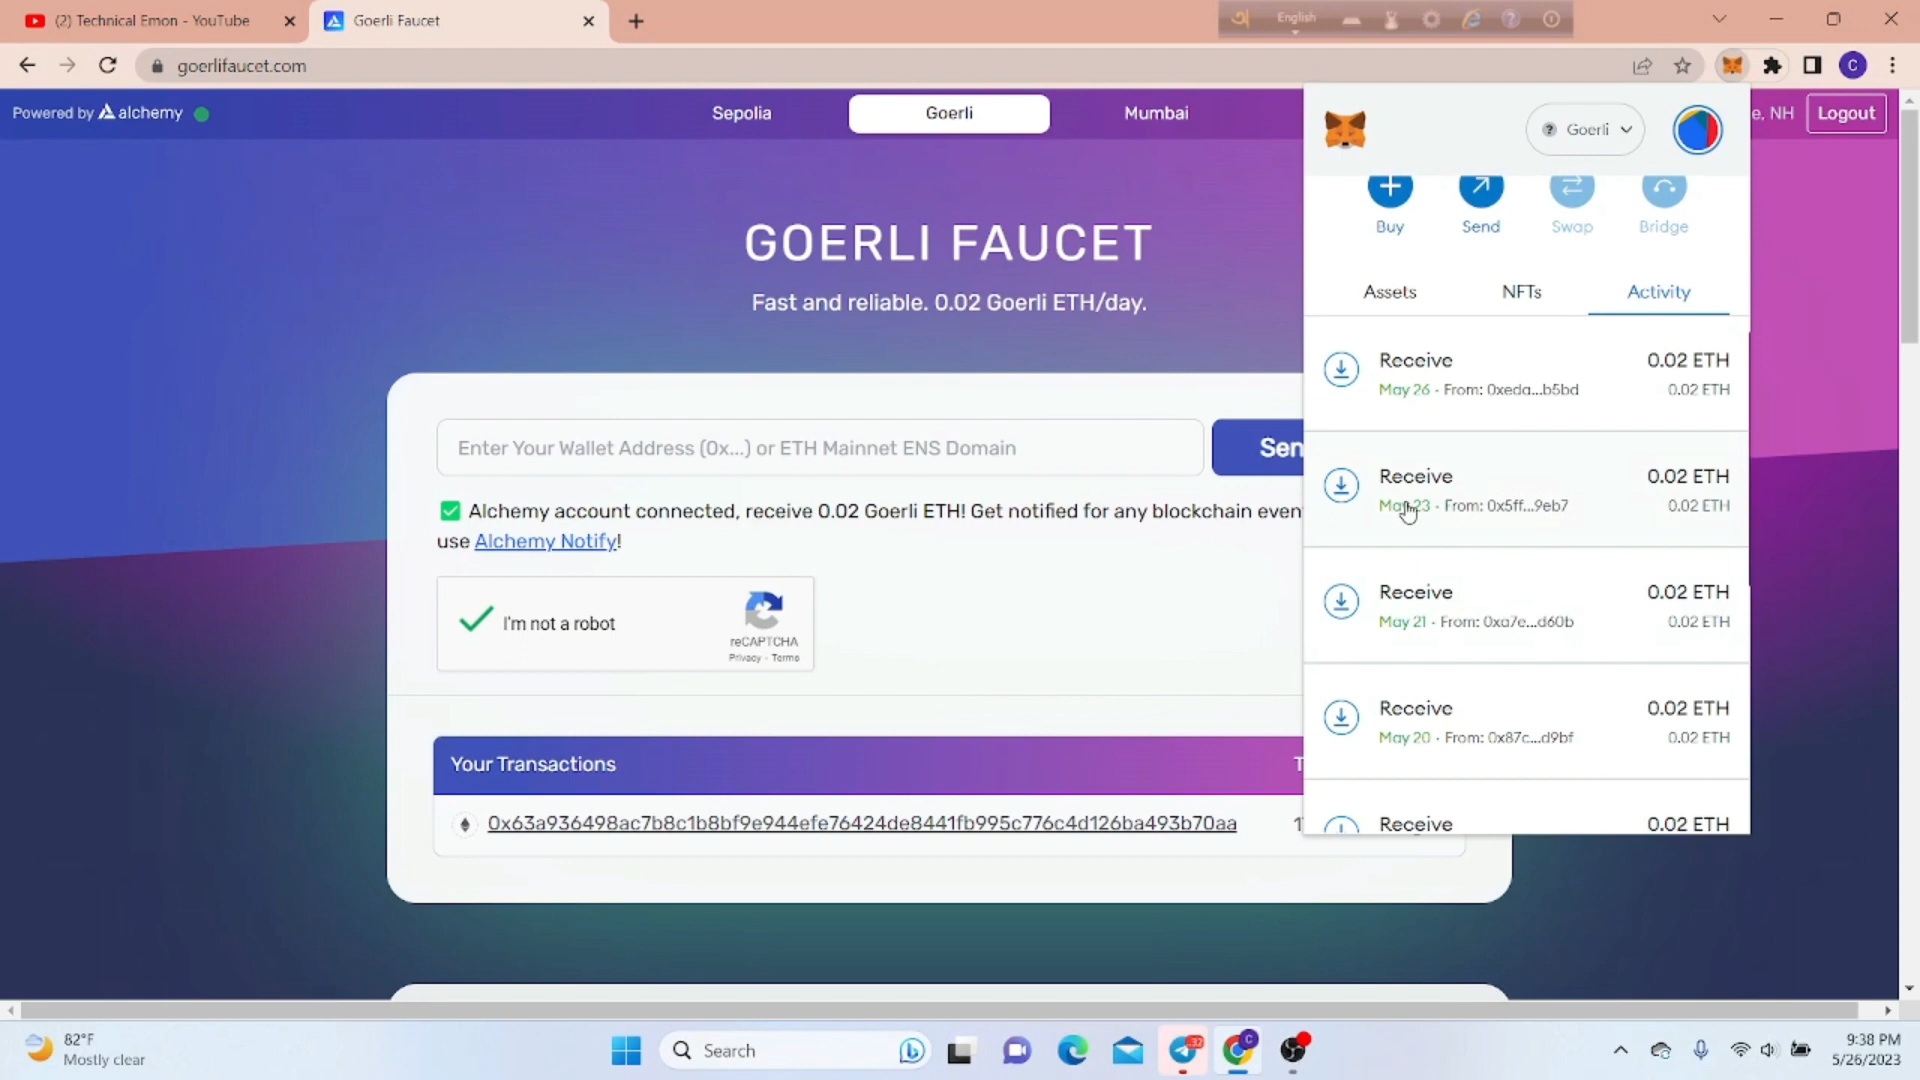 (2) Technical Emon - YouTube
Goerli Faucet
English
goerlifaucet.com
C
Powered by alchemy
Sepolia
Goerli
Mumbai
e, NH
Logout
GOERLI FAUCET
Fast and reliable. 0.02 Goerli ETH/day.
Enter Your Wallet Address (0x...) or ETH Mainnet ENS Domain
Sen
Alchemy account connected, receive 0.02 Goerli ETH! Get notified for any blockchain even
use Alchemy Notify!
I'm not a robot
reCAPTCHA
Privacy - Terms
Your Transactions
T
0x63a936498ac7b8c1b8bf9e944efe76424de8441fb995c776c4d126ba493b70aa
1
Goerli
Buy
Send
Swap
Bridge
Assets
NFTs
Activity
Receive
0.02 ETH
May 26 - From: 0xeda...b5bd
0.02 ETH
Receive
0.02 ETH
May 23 - From: 0x5ff...9eb7
0.02 ETH
Receive
0.02 ETH
May 21 - From: 0xa7e...d60b
0.02 ETH
Receive
0.02 ETH
May 20 - From: 0x87c...d9bf
0.02 ETH
Receive
0.02 ETH
82°F
Mostly clear
Search
32
C
9:38 PM
5/26/2023